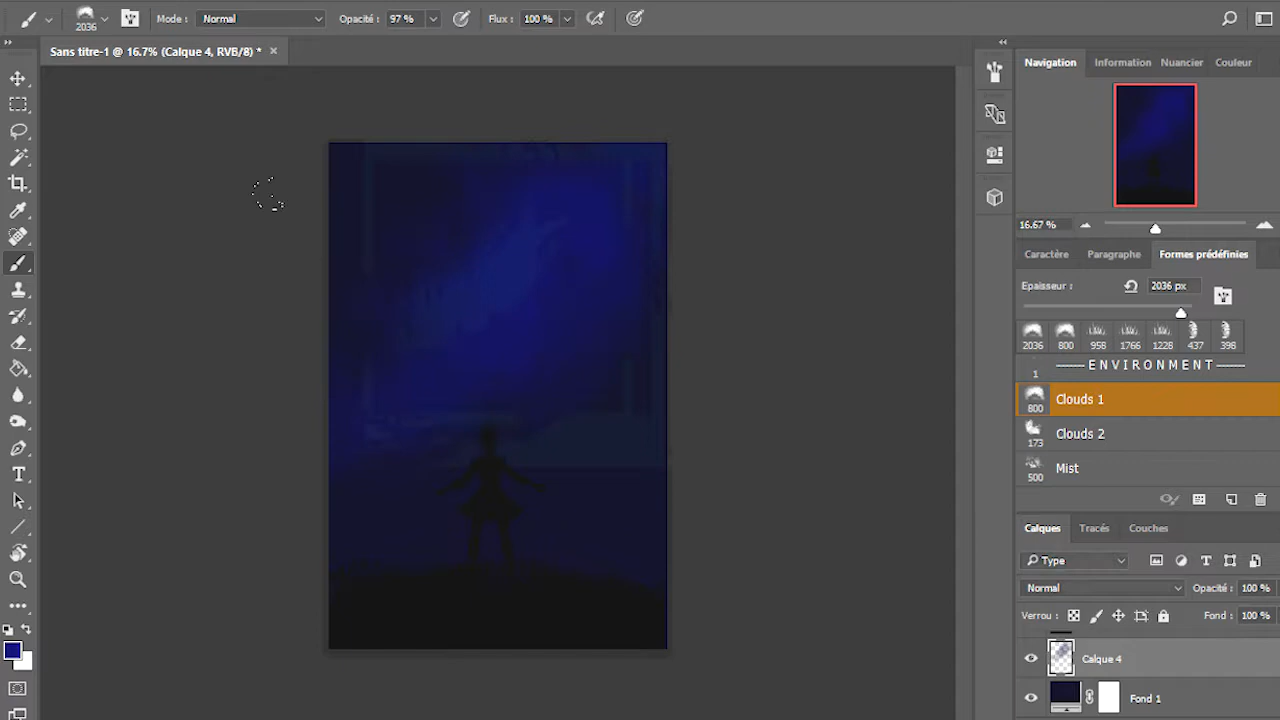 Mode : Normal Opacité : 97 % Flux : 100 %
2036
Sans titre-1 @ 16.7% (Calque 4, RVB/8) * ×
Navigation Information Nuancier Couleur
16.67 %
Caractère Paragraphe Formes prédéfinies
Epaisseur : 2036 px
2036 800 958 1766 1228 437 398
1 —— E N V I R O N M E N T ——
800 Clouds 1
173 Clouds 2
500 Mist
Calques Tracés Couches
Type
Normal Opacité : 100 %
Verrou : Fond : 100 %
Calque 4
Fond 1